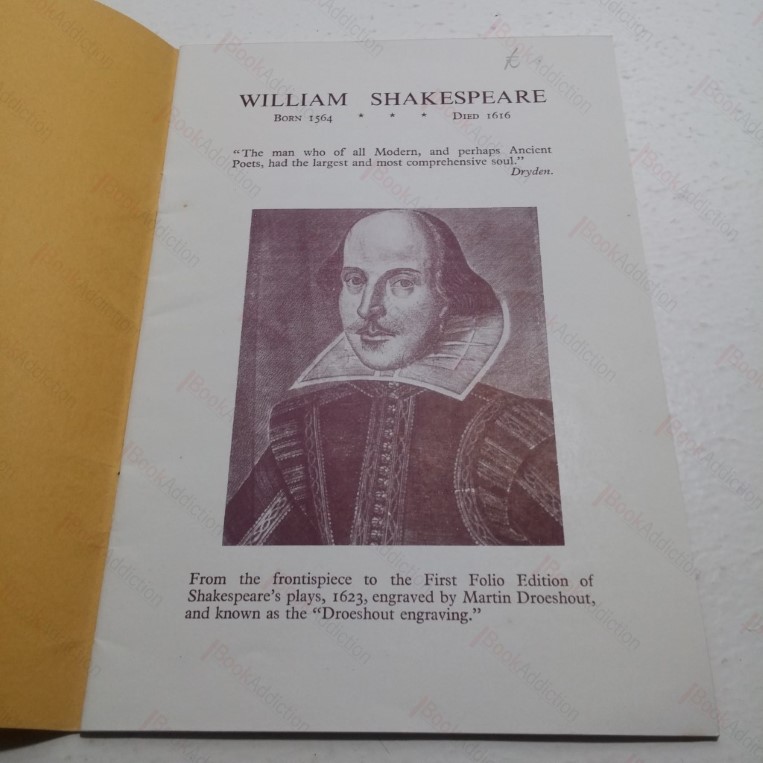 WILLIAM SHAKESPEARE
BORN 1564 * * * DIED 1616
"The man who of all Modern, and perhaps Ancient
Poets, had the largest and most comprehensive soul."
Dryden.
From the frontispiece to the First Folio Edition of
Shakespeare's plays, 1623, engraved by Martin Droeshout,
and known as the "Droeshout engraving."
BookAddiction